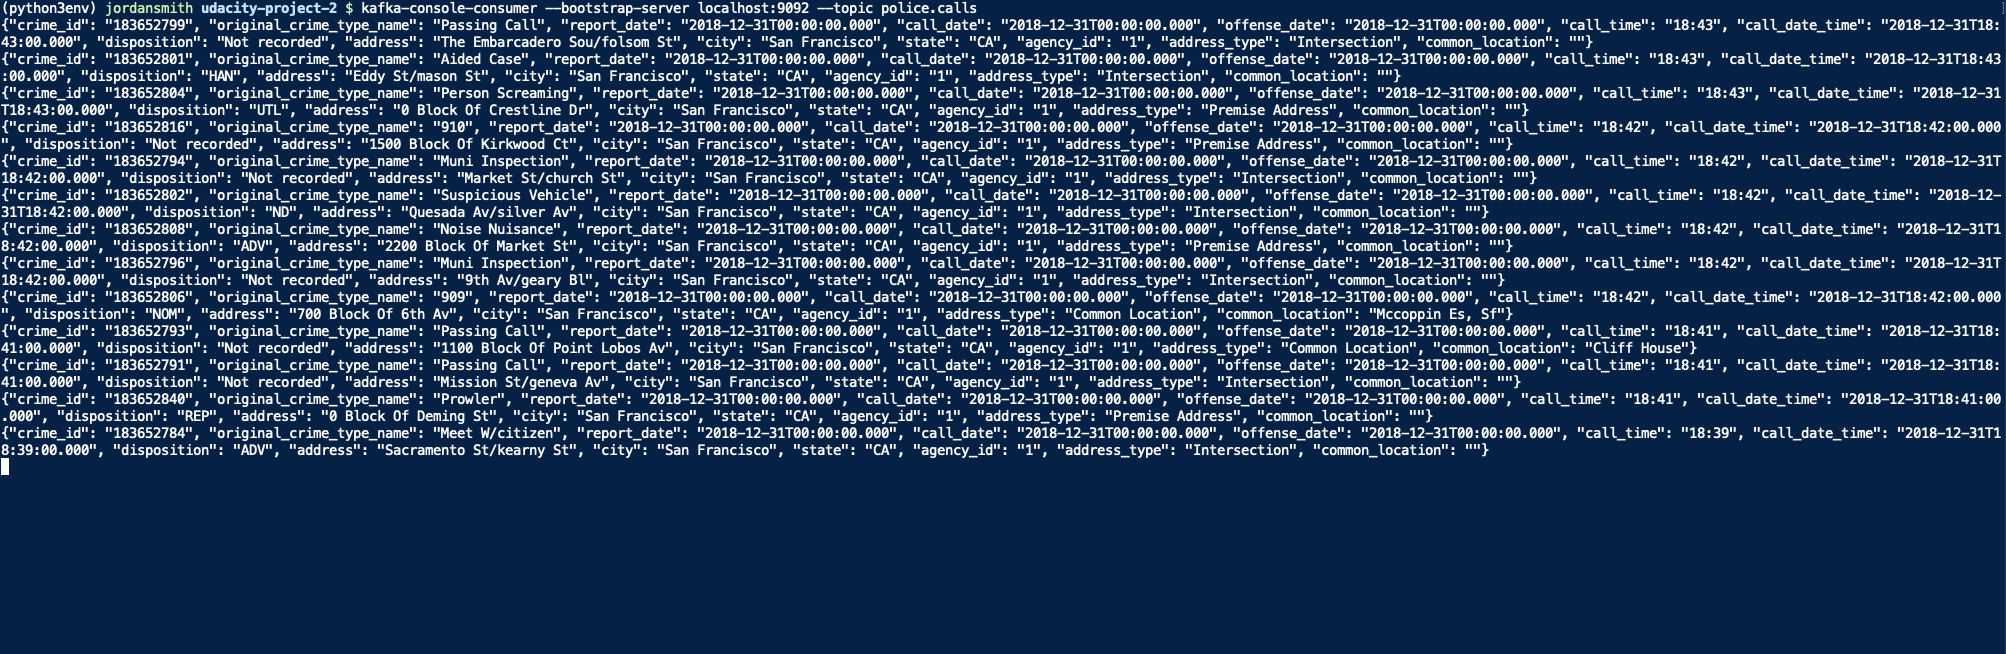 (python3env) jordansmith udacity-project-2 $ kafka-console-consumer --bootstrap-server localhost:9092 --topic police.calls
{"crime_id": "183652799", "original_crime_type_name": "Passing Call", "report_date": "2018-12-31T00:00:00.000", "call_date": "2018-12-31T00:00:00.000", "offense_date": "2018-12-31T00:00:00.000", "call_time": "18:43", "call_date_time": "2018-12-31T18:
43:00.000", "disposition": "Not recorded", "address": "The Embarcadero Sou/folsom St", "city": "San Francisco", "state": "CA", "agency_id": "1", "address_type": "Intersection", "common_location": ""}
{"crime_id": "183652801", "original_crime_type_name": "Aided Case", "report_date": "2018-12-31T00:00:00.000", "call_date": "2018-12-31T00:00:00.000", "offense_date": "2018-12-31T00:00:00.000", "call_time": "18:43", "call_date_time": "2018-12-31T18:43
:00.000", "disposition": "HAN", "address": "Eddy St/mason St", "city": "San Francisco", "state": "CA", "agency_id": "1", "address_type": "Intersection", "common_location": ""}
{"crime_id": "183652804", "original_crime_type_name": "Person Screaming", "report_date": "2018-12-31T00:00:00.000", "call_date": "2018-12-31T00:00:00.000", "offense_date": "2018-12-31T00:00:00.000", "call_time": "18:43", "call_date_time": "2018-12-31
T18:43:00.000", "disposition": "UTL", "address": "0 Block Of Crestline Dr", "city": "San Francisco", "state": "CA", "agency_id": "1", "address_type": "Premise Address", "common_location": ""}
{"crime_id": "183652816", "original_crime_type_name": "910", "report_date": "2018-12-31T00:00:00.000", "call_date": "2018-12-31T00:00:00.000", "offense_date": "2018-12-31T00:00:00.000", "call_time": "18:42", "call_date_time": "2018-12-31T18:42:00.000
", "disposition": "Not recorded", "address": "1500 Block Of Kirkwood Ct", "city": "San Francisco", "state": "CA", "agency_id": "1", "address_type": "Premise Address", "common_location": ""}
{"crime_id": "183652794", "original_crime_type_name": "Muni Inspection", "report_date": "2018-12-31T00:00:00.000", "call_date": "2018-12-31T00:00:00.000", "offense_date": "2018-12-31T00:00:00.000", "call_time": "18:42", "call_date_time": "2018-12-31T
18:42:00.000", "disposition": "Not recorded", "address": "Market St/church St", "city": "San Francisco", "state": "CA", "agency_id": "1", "address_type": "Intersection", "common_location": ""}
{"crime_id": "183652802", "original_crime_type_name": "Suspicious Vehicle", "report_date": "2018-12-31T00:00:00.000", "call_date": "2018-12-31T00:00:00.000", "offense_date": "2018-12-31T00:00:00.000", "call_time": "18:42", "call_date_time": "2018-12-
31T18:42:00.000", "disposition": "ND", "address": "Quesada Av/silver Av", "city": "San Francisco", "state": "CA", "agency_id": "1", "address_type": "Intersection", "common_location": ""}
{"crime_id": "183652808", "original_crime_type_name": "Noise Nuisance", "report_date": "2018-12-31T00:00:00.000", "call_date": "2018-12-31T00:00:00.000", "offense_date": "2018-12-31T00:00:00.000", "call_time": "18:42", "call_date_time": "2018-12-31T1
8:42:00.000", "disposition": "ADV", "address": "2200 Block Of Market St", "city": "San Francisco", "state": "CA", "agency_id": "1", "address_type": "Premise Address", "common_location": ""}
{"crime_id": "183652796", "original_crime_type_name": "Muni Inspection", "report_date": "2018-12-31T00:00:00.000", "call_date": "2018-12-31T00:00:00.000", "offense_date": "2018-12-31T00:00:00.000", "call_time": "18:42", "call_date_time": "2018-12-31T
18:42:00.000", "disposition": "Not recorded", "address": "9th Av/geary Bl", "city": "San Francisco", "state": "CA", "agency_id": "1", "address_type": "Intersection", "common_location": ""}
{"crime_id": "183652806", "original_crime_type_name": "909", "report_date": "2018-12-31T00:00:00.000", "call_date": "2018-12-31T00:00:00.000", "offense_date": "2018-12-31T00:00:00.000", "call_time": "18:42", "call_date_time": "2018-12-31T18:42:00.000
", "disposition": "NOM", "address": "700 Block Of 6th Av", "city": "San Francisco", "state": "CA", "agency_id": "1", "address_type": "Common Location", "common_location": "Mccoppin Es, Sf"}
{"crime_id": "183652793", "original_crime_type_name": "Passing Call", "report_date": "2018-12-31T00:00:00.000", "call_date": "2018-12-31T00:00:00.000", "offense_date": "2018-12-31T00:00:00.000", "call_time": "18:41", "call_date_time": "2018-12-31T18:
41:00.000", "disposition": "Not recorded", "address": "1100 Block Of Point Lobos Av", "city": "San Francisco", "state": "CA", "agency_id": "1", "address_type": "Common Location", "common_location": "Cliff House"}
{"crime_id": "183652791", "original_crime_type_name": "Passing Call", "report_date": "2018-12-31T00:00:00.000", "call_date": "2018-12-31T00:00:00.000", "offense_date": "2018-12-31T00:00:00.000", "call_time": "18:41", "call_date_time": "2018-12-31T18:
41:00.000", "disposition": "Not recorded", "address": "Mission St/geneva Av", "city": "San Francisco", "state": "CA", "agency_id": "1", "address_type": "Intersection", "common_location": ""}
{"crime_id": "183652840", "original_crime_type_name": "Prowler", "report_date": "2018-12-31T00:00:00.000", "call_date": "2018-12-31T00:00:00.000", "offense_date": "2018-12-31T00:00:00.000", "call_time": "18:41", "call_date_time": "2018-12-31T18:41:00
.000", "disposition": "REP", "address": "0 Block Of Deming St", "city": "San Francisco", "state": "CA", "agency_id": "1", "address_type": "Premise Address", "common_location": ""}
{"crime_id": "183652784", "original_crime_type_name": "Meet W/citizen", "report_date": "2018-12-31T00:00:00.000", "call_date": "2018-12-31T00:00:00.000", "offense_date": "2018-12-31T00:00:00.000", "call_time": "18:39", "call_date_time": "2018-12-31T1
8:39:00.000", "disposition": "ADV", "address": "Sacramento St/kearny St", "city": "San Francisco", "state": "CA", "agency_id": "1", "address_type": "Intersection", "common_location": ""}